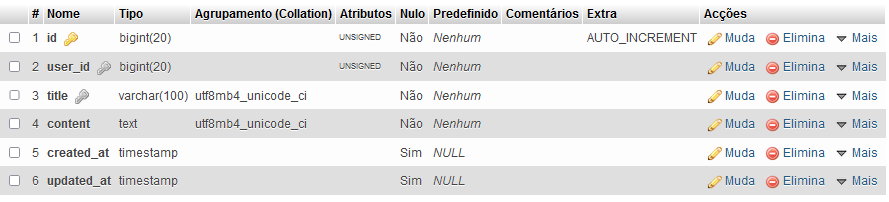 # Nome Tipo Agrupamento (Collation) Atributos Nulo Predefinido Comentários Extra Acções
1 id bigint(20) UNSIGNED Não Nenhum AUTO_INCREMENT Muda Elimina Mais
2 user_id bigint(20) UNSIGNED Não Nenhum Muda Elimina Mais
3 title varchar(100) utf8mb4_unicode_ci Não Nenhum Muda Elimina Mais
4 content text utf8mb4_unicode_ci Não Nenhum Muda Elimina Mais
5 created_at timestamp Sim NULL Muda Elimina Mais
6 updated_at timestamp Sim NULL Muda Elimina Mais